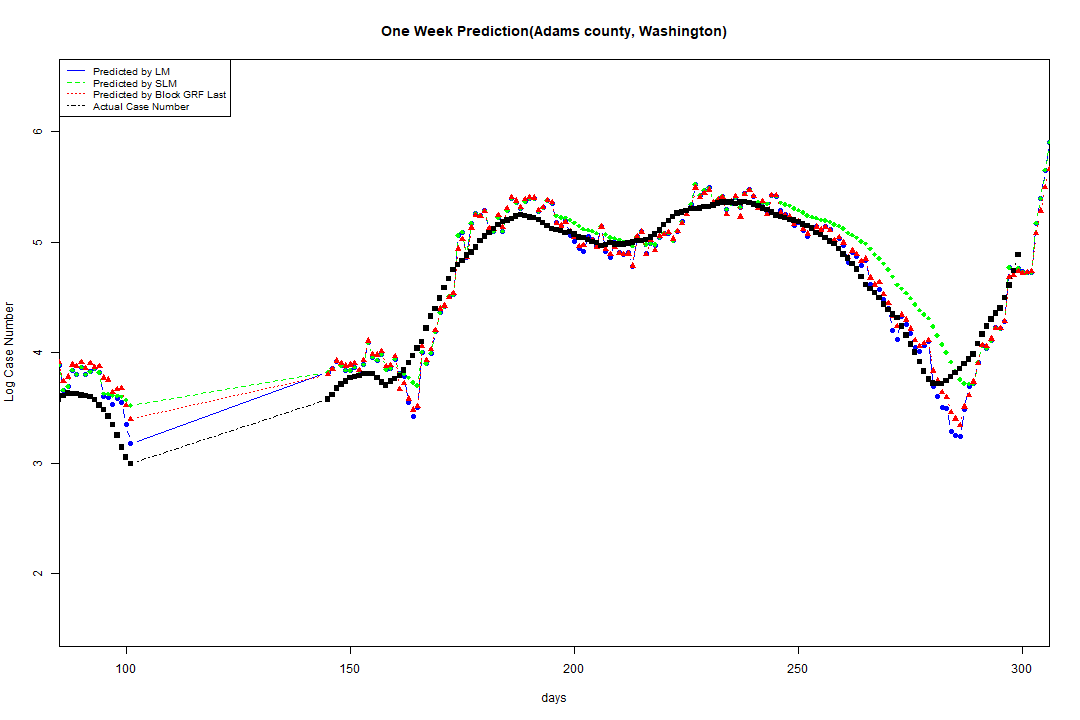 One Week Prediction(Adams county, Washington)
Predicted by LM
Predicted by SLM
Predicted by Block GRF Last
Actual Case Number
6
5
4
3
2
Log Case Number
100 150 200 250 300
days